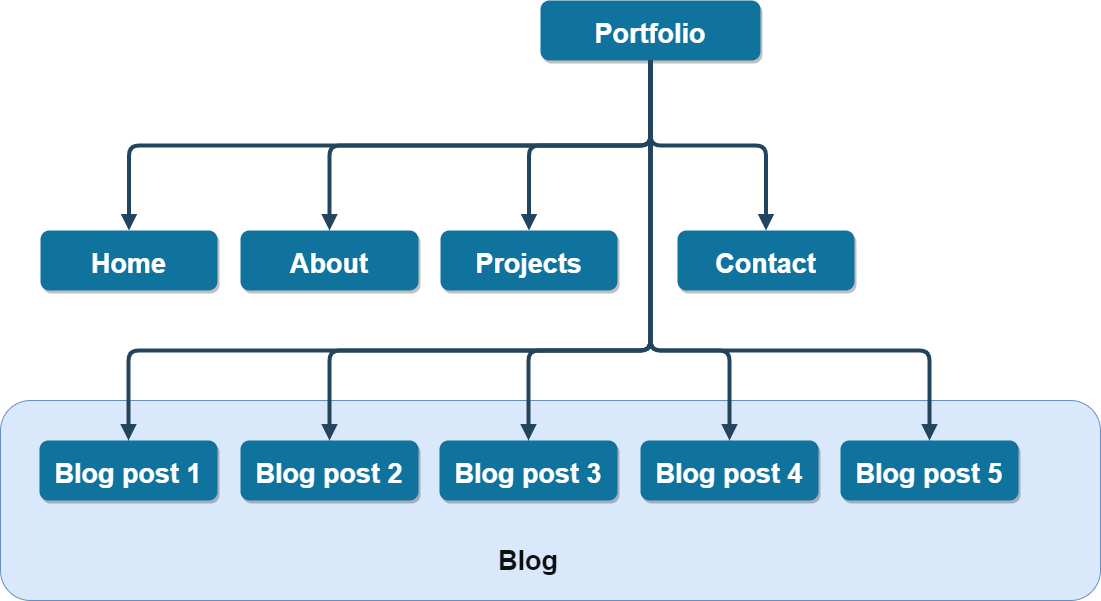 Portfolio
Home
About
Projects
Contact
Blog post 1
Blog post 2
Blog post 3
Blog post 4
Blog post 5
Blog